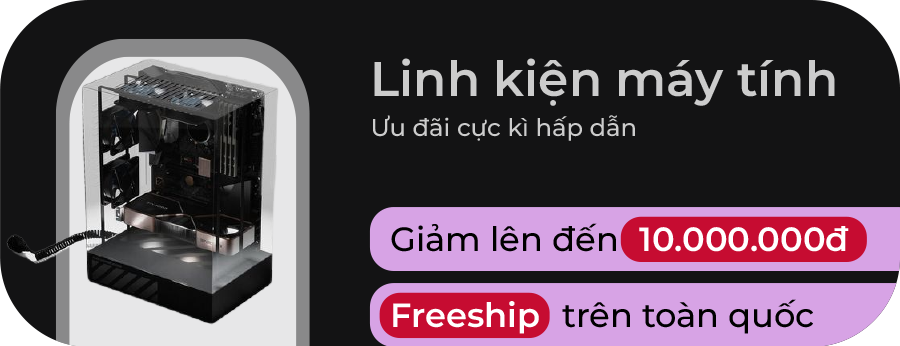 Linh kiện máy tính
Ưu đãi cực kì hấp dẫn
Giảm lên đến 10.000.000đ
Freeship trên toàn quốc